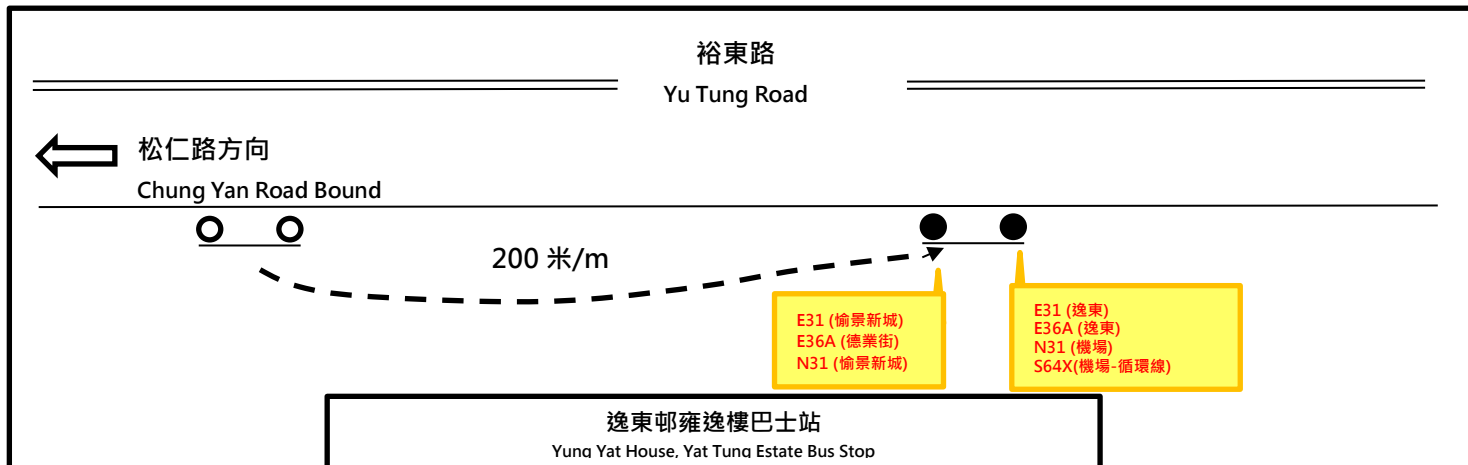 裕東路
Yu Tung Road
松仁路方向
Chung Yan Road Bound
200 米/m
E31 (愉景新城)
E36A (德業街)
N31 (愉景新城)
E31 (逸東)
E36A (逸東)
N31 (機場)
S64X(機場-循環線)
逸東邨雍逸樓巴士站
Yung Yat House, Yat Tung Estate Bus Stop